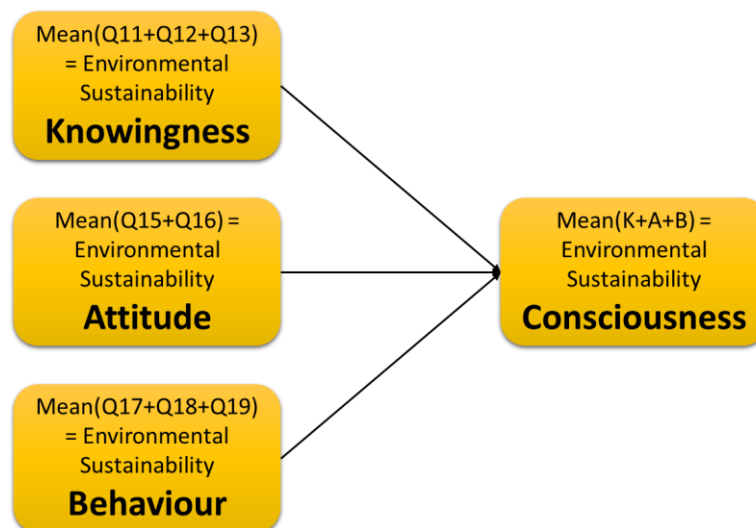 Mean(Q11+Q12+Q13)
= Environmental
Sustainability
Knowingness
Mean(Q15+Q16) =
Environmental
Sustainability
Attitude
Mean(Q17+Q18+Q19)
= Environmental
Sustainability
Behaviour
Mean(K+A+B) =
Environmental
Sustainability
Consciousness